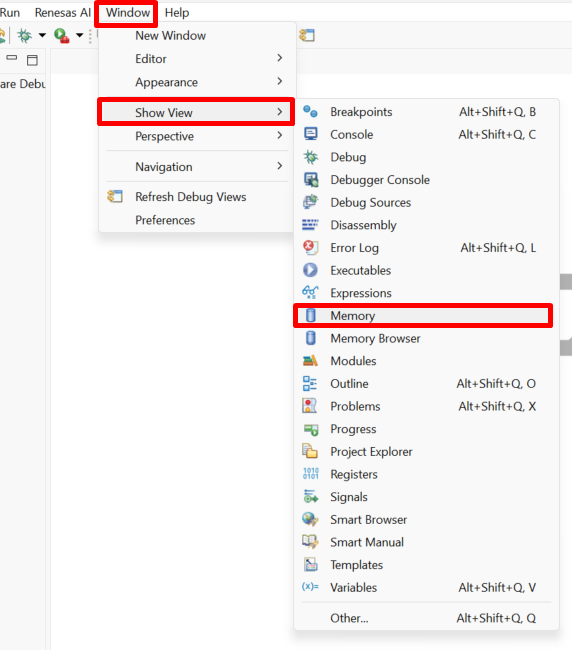 Run Renesas AI Window Help
are Debu
New Window
Editor
Appearance
Show View
Perspective
Navigation
Refresh Debug Views
Preferences
Breakpoints Alt+Shift+Q, B
Console Alt+Shift+Q, C
Debug
Debugger Console
Debug Sources
Disassembly
Error Log Alt+Shift+Q, L
Executables
Expressions
Memory
Memory Browser
Modules
Outline Alt+Shift+Q, O
Problems Alt+Shift+Q, X
Progress
Project Explorer
Registers
Signals
Smart Browser
Smart Manual
Templates
Variables Alt+Shift+Q, V
Other... Alt+Shift+Q, Q